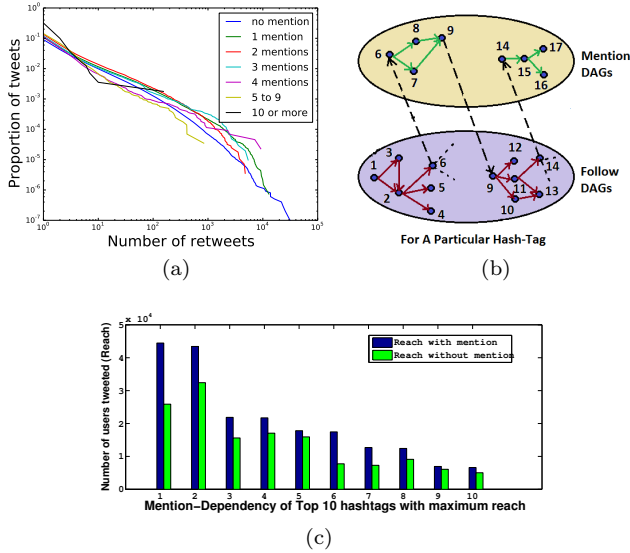 Proportion of tweets
10^0
10^-1
10^-2
10^-3
10^-4
10^-5
10^-6
10^-7
10^0
10^1
10^2
10^3
10^4
10^5
Number of retweets
no mention
1 mention
2 mentions
3 mentions
4 mentions
5 to 9
10 or more
(a)
6
8
7
9
14
15
17
16
Mention
DAGs
1
3
2
6
5
4
9
12
11
10
14
13
Follow
DAGs
For A Particular Hash-Tag
(b)
Number of users tweeted (Reach)
x 10^4
5
4
3
2
1
0
Reach with mention
Reach without mention
1 2 3 4 5 6 7 8 9 10
Mention-Dependency of Top 10 hashtags with maximum reach
(c)